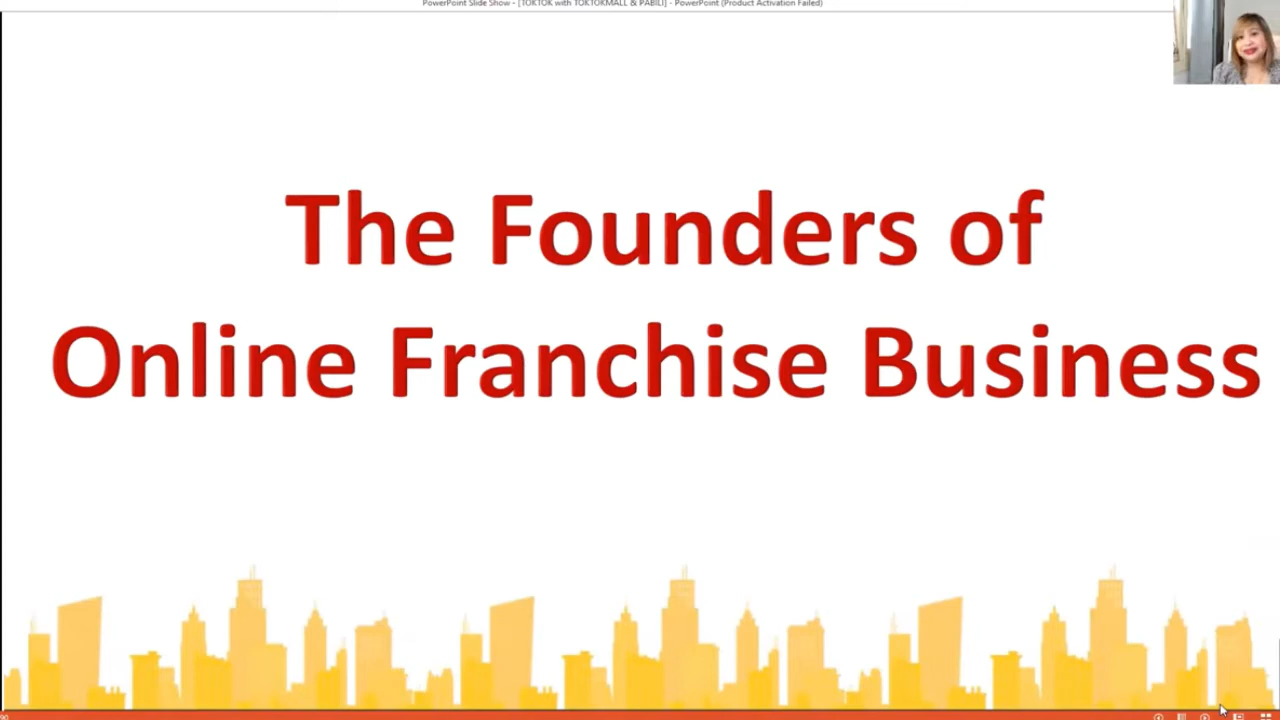 PowerPoint Slide Show - [TOKTOK with TOKTOKMALL & PABILI] - PowerPoint (Product Activation Failed)
The Founders of
Online Franchise Business